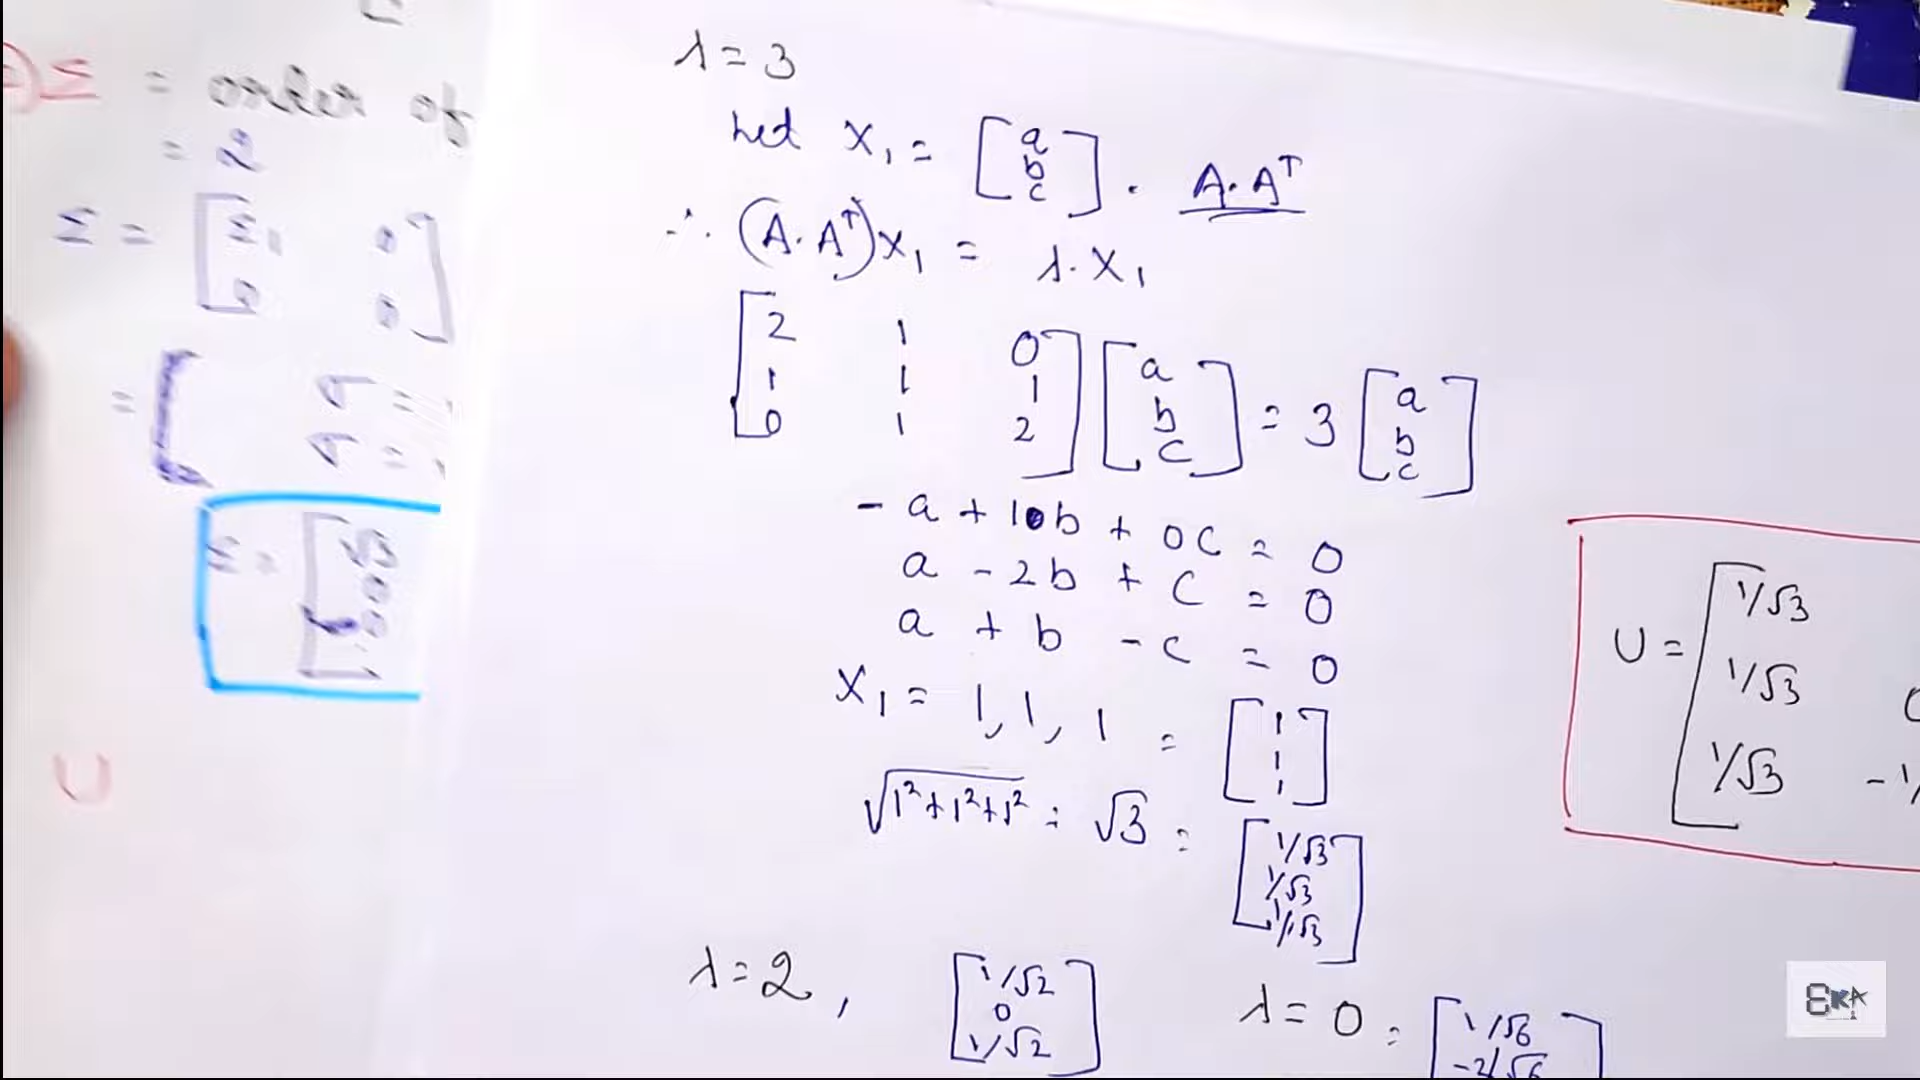 Σ = order of
= 2
Σ = [Σ1 0
0 0]
= [ σ =
σ =
Σ = [√3
0
0
U
λ = 3
Let X1 = [a
b
c] . A.Aᵀ
∴ (A.Aᵀ)X1 = λ.X1
[2 1 0
1 1 1
0 1 2] [a
b
c] = 3 [a
b
c]
- a + 1b + 0c = 0
a - 2b + c = 0
a + b - c = 0
X1 = 1, 1, 1 = [1
1
1]
√1²+1²+1² = √3 = [1/√3
1/√3
1/√3]
λ = 2, [1/√2
0
1/√2]
λ = 0 = [1/√6
-2/√6
U = [1/√3
1/√3 0
1/√3 -1/
EKA